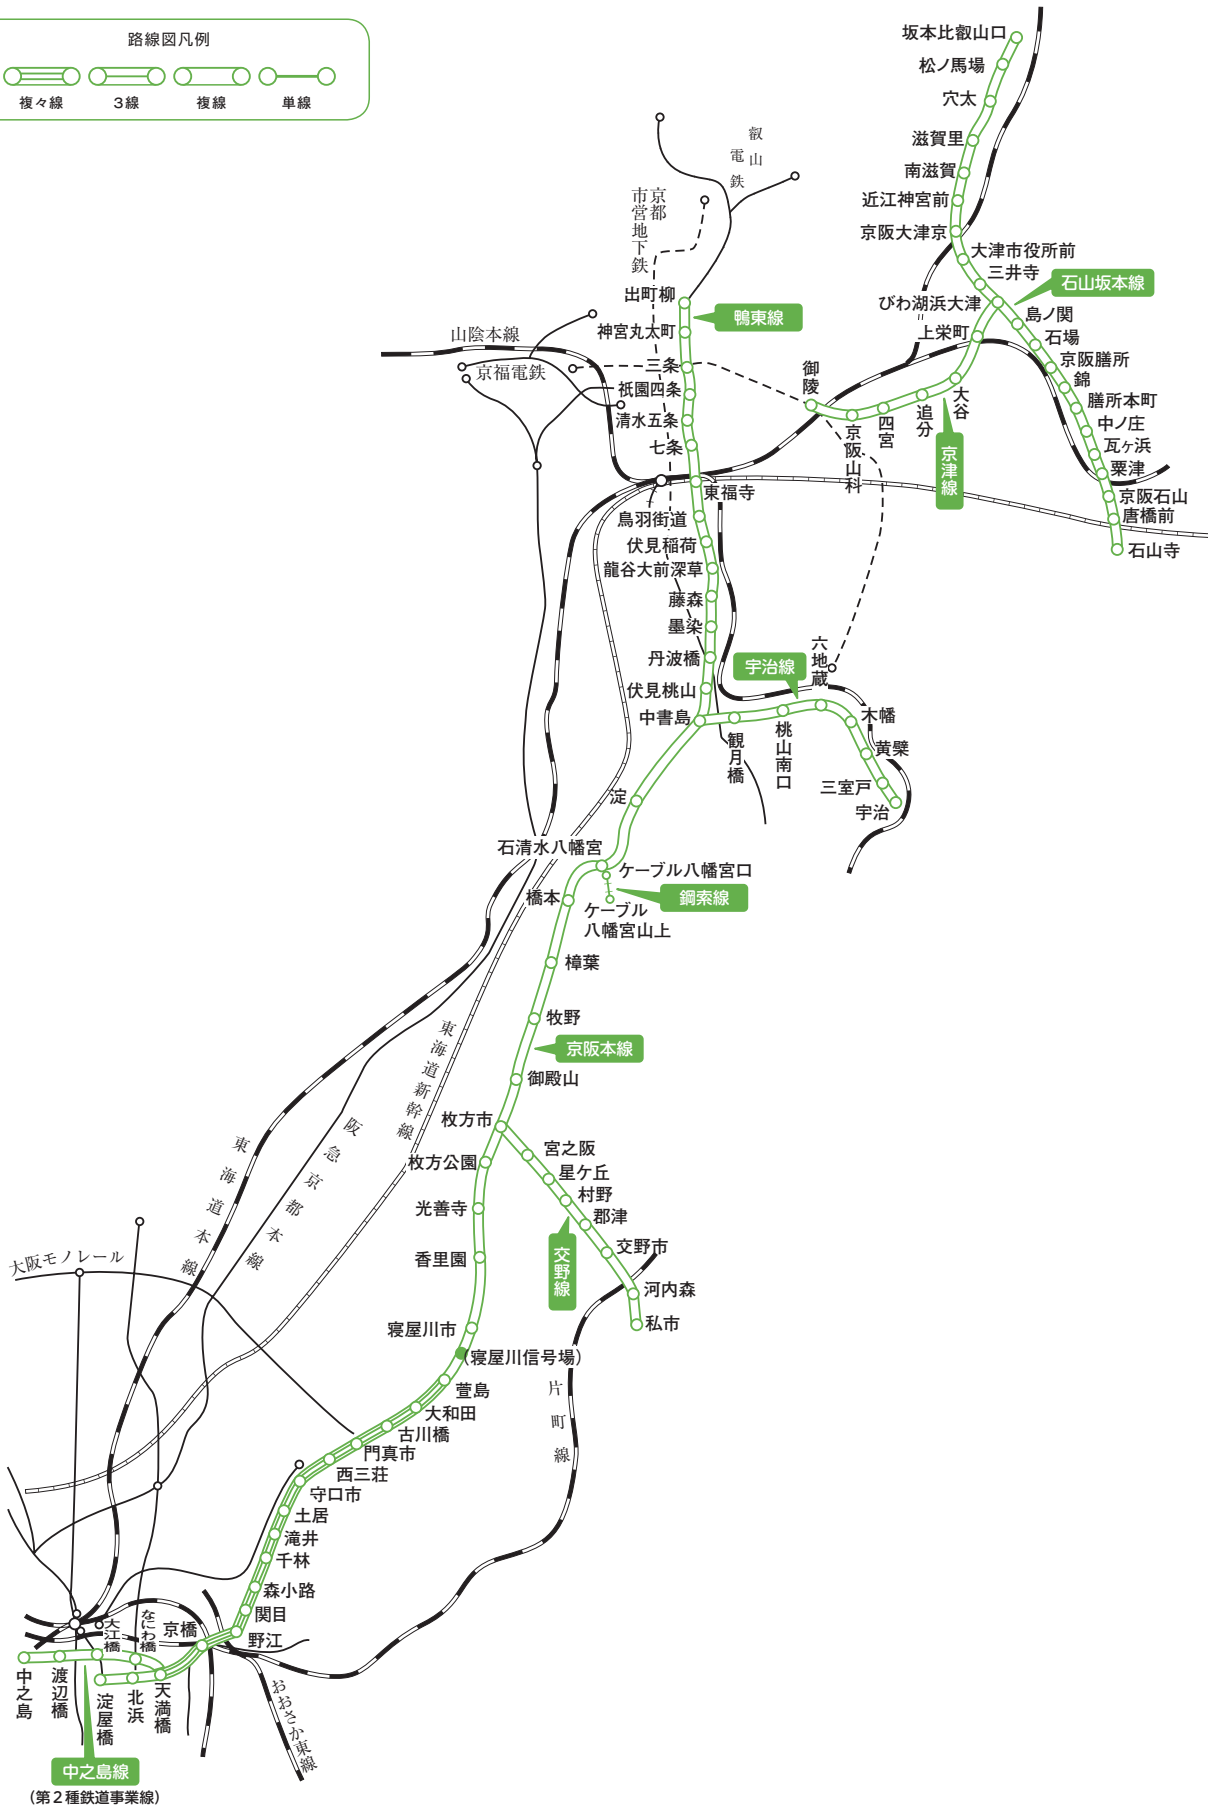 路線図凡例
複々線
3線
複線
単線
坂本比叡山口
松ノ馬場
穴太
滋賀里
南滋賀
近江神宮前
京阪大津京
大津市役所前
三井寺
石山坂本線
びわ湖浜大津
島ノ関
上栄町
石場
京阪膳所
錦
膳所本町
中ノ庄
瓦ヶ浜
粟津
京阪石山
唐橋前
石山寺
御陵
京阪山科
四宮
追分
大谷
京津線
叡山電鉄
京都市営地下鉄
出町柳
鴨東線
神宮丸太町
山陰本線
三条
京福電鉄
祇園四条
清水五条
七条
東福寺
鳥羽街道
伏見稲荷
龍谷大前深草
藤森
墨染
丹波橋
伏見桃山
中書島
宇治線
六地蔵
観月橋
桃山南口
木幡
黄檗
三室戸
宇治
淀
石清水八幡宮
ケーブル八幡宮口
鋼索線
橋本
ケーブル
八幡宮山上
樟葉
牧野
京阪本線
御殿山
東海道新幹線
枚方市
阪急京都本線
東海道本線
宮之阪
枚方公園
星ケ丘
村野
光善寺
郡津
交野線
交野市
香里園
大阪モノレール
河内森
私市
寝屋川市
(寝屋川信号場)
萱島
片町線
大和田
古川橋
門真市
西三荘
守口市
土居
滝井
千林
森小路
関目
野江
京橋
なにわ橋
大江橋
中之島
渡辺橋
淀屋橋
北浜
天満橋
おおさか東線
中之島線
(第2種鉄道事業線)